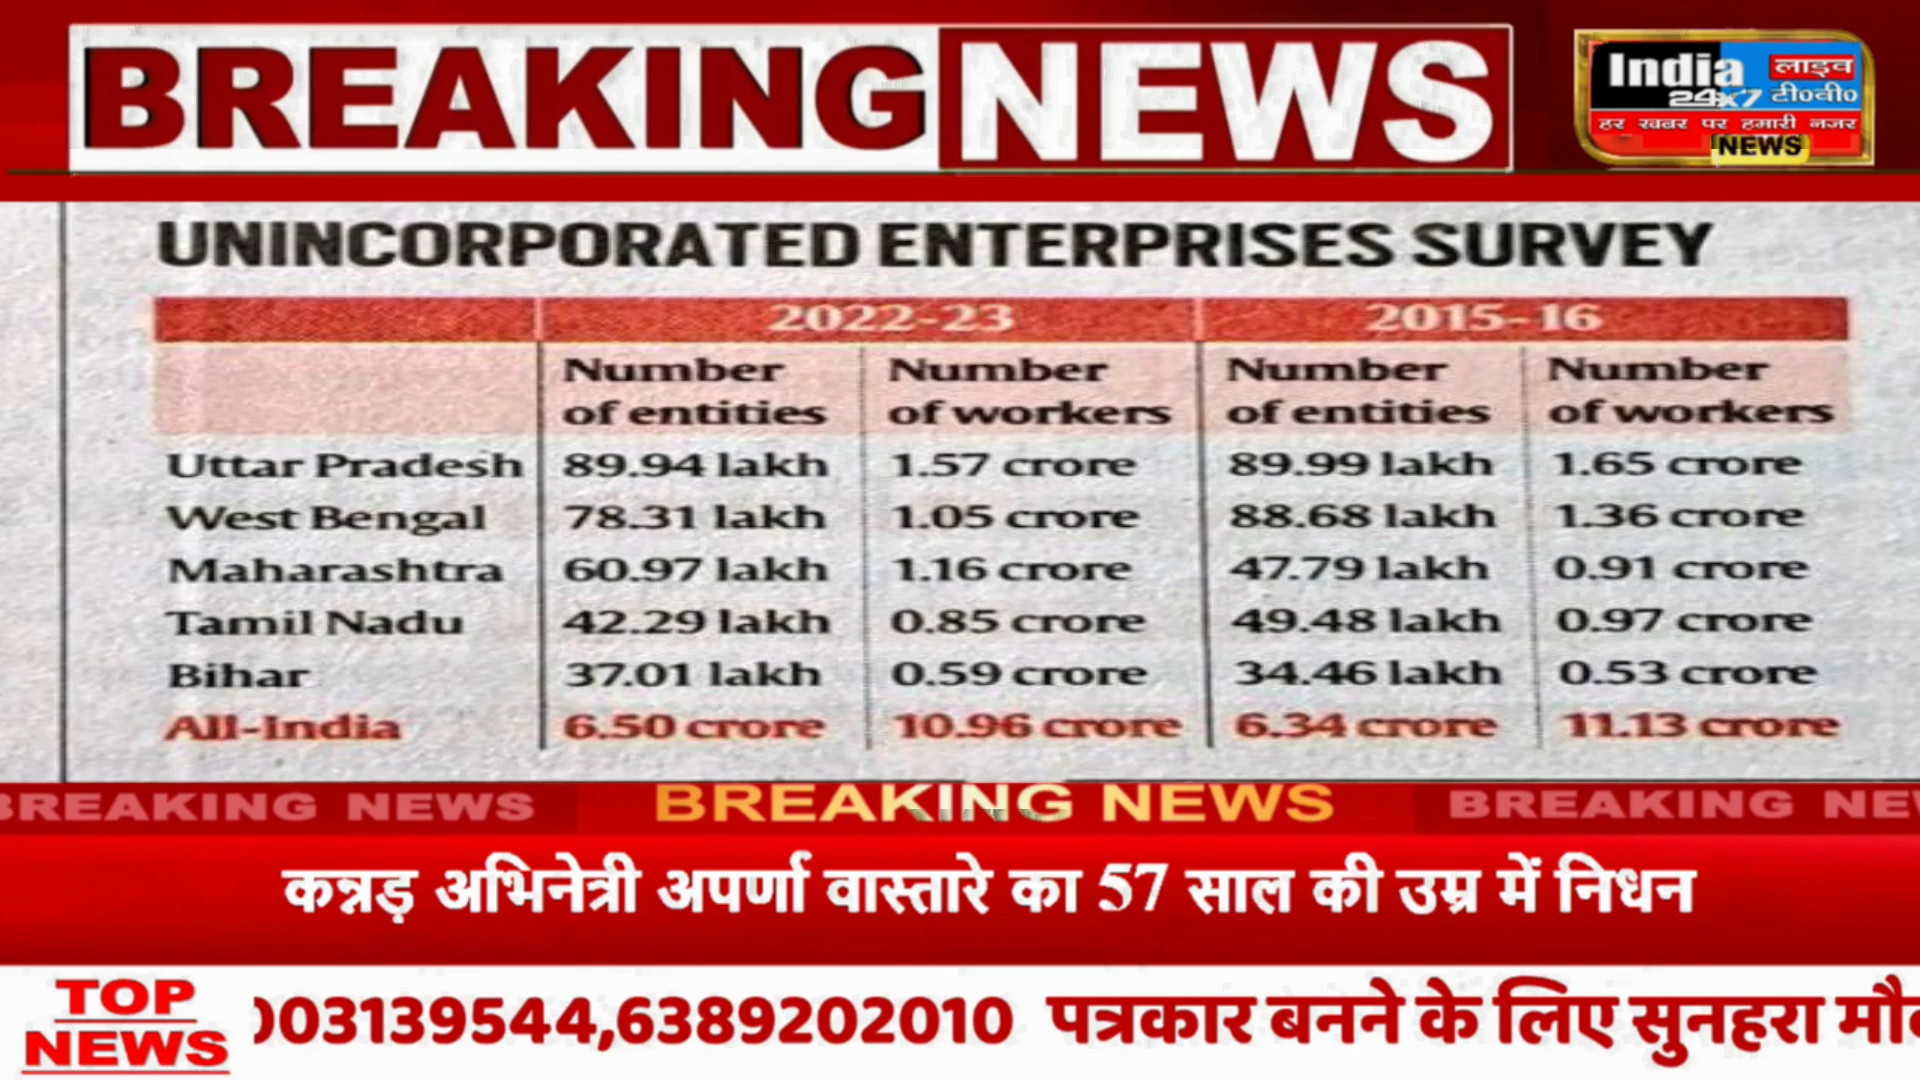 BREAKING NEWS
India लाइव
24x7 टी0वी0
हर खबर पर हमारी नजर
NEWS
UNINCORPORATED ENTERPRISES SURVEY
2022-23 2015-16
Number of entities Number of workers Number of entities Number of workers
Uttar Pradesh 89.94 lakh 1.57 crore 89.99 lakh 1.65 crore
West Bengal 78.31 lakh 1.05 crore 88.68 lakh 1.36 crore
Maharashtra 60.97 lakh 1.16 crore 47.79 lakh 0.91 crore
Tamil Nadu 42.29 lakh 0.85 crore 49.48 lakh 0.97 crore
Bihar 37.01 lakh 0.59 crore 34.46 lakh 0.53 crore
All-India 6.50 crore 10.96 crore 6.34 crore 11.13 crore
BREAKING NEWS BREAKING NEWS BREAKING NE
कन्नड़ अभिनेत्री अपर्णा वास्तारे का 57 साल की उम्र में निधन
TOP NEWS
03139544,6389202010 पत्रकार बनने के लिए सुनहरा